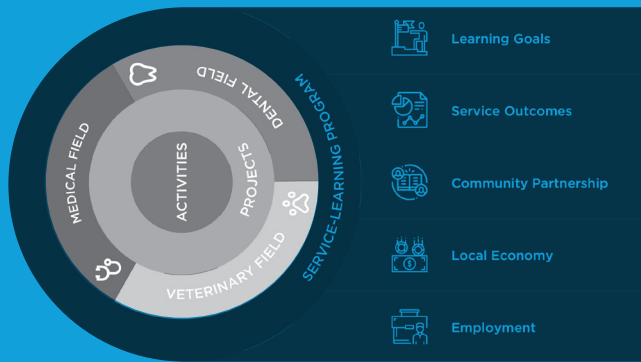 MEDICAL FIELD
DENTAL FIELD
VETERINARY FIELD
PROJECTS
ACTIVITIES
SERVICE-LEARNING PROGRAM
Learning Goals
Service Outcomes
Community Partnership
Local Economy
Employment